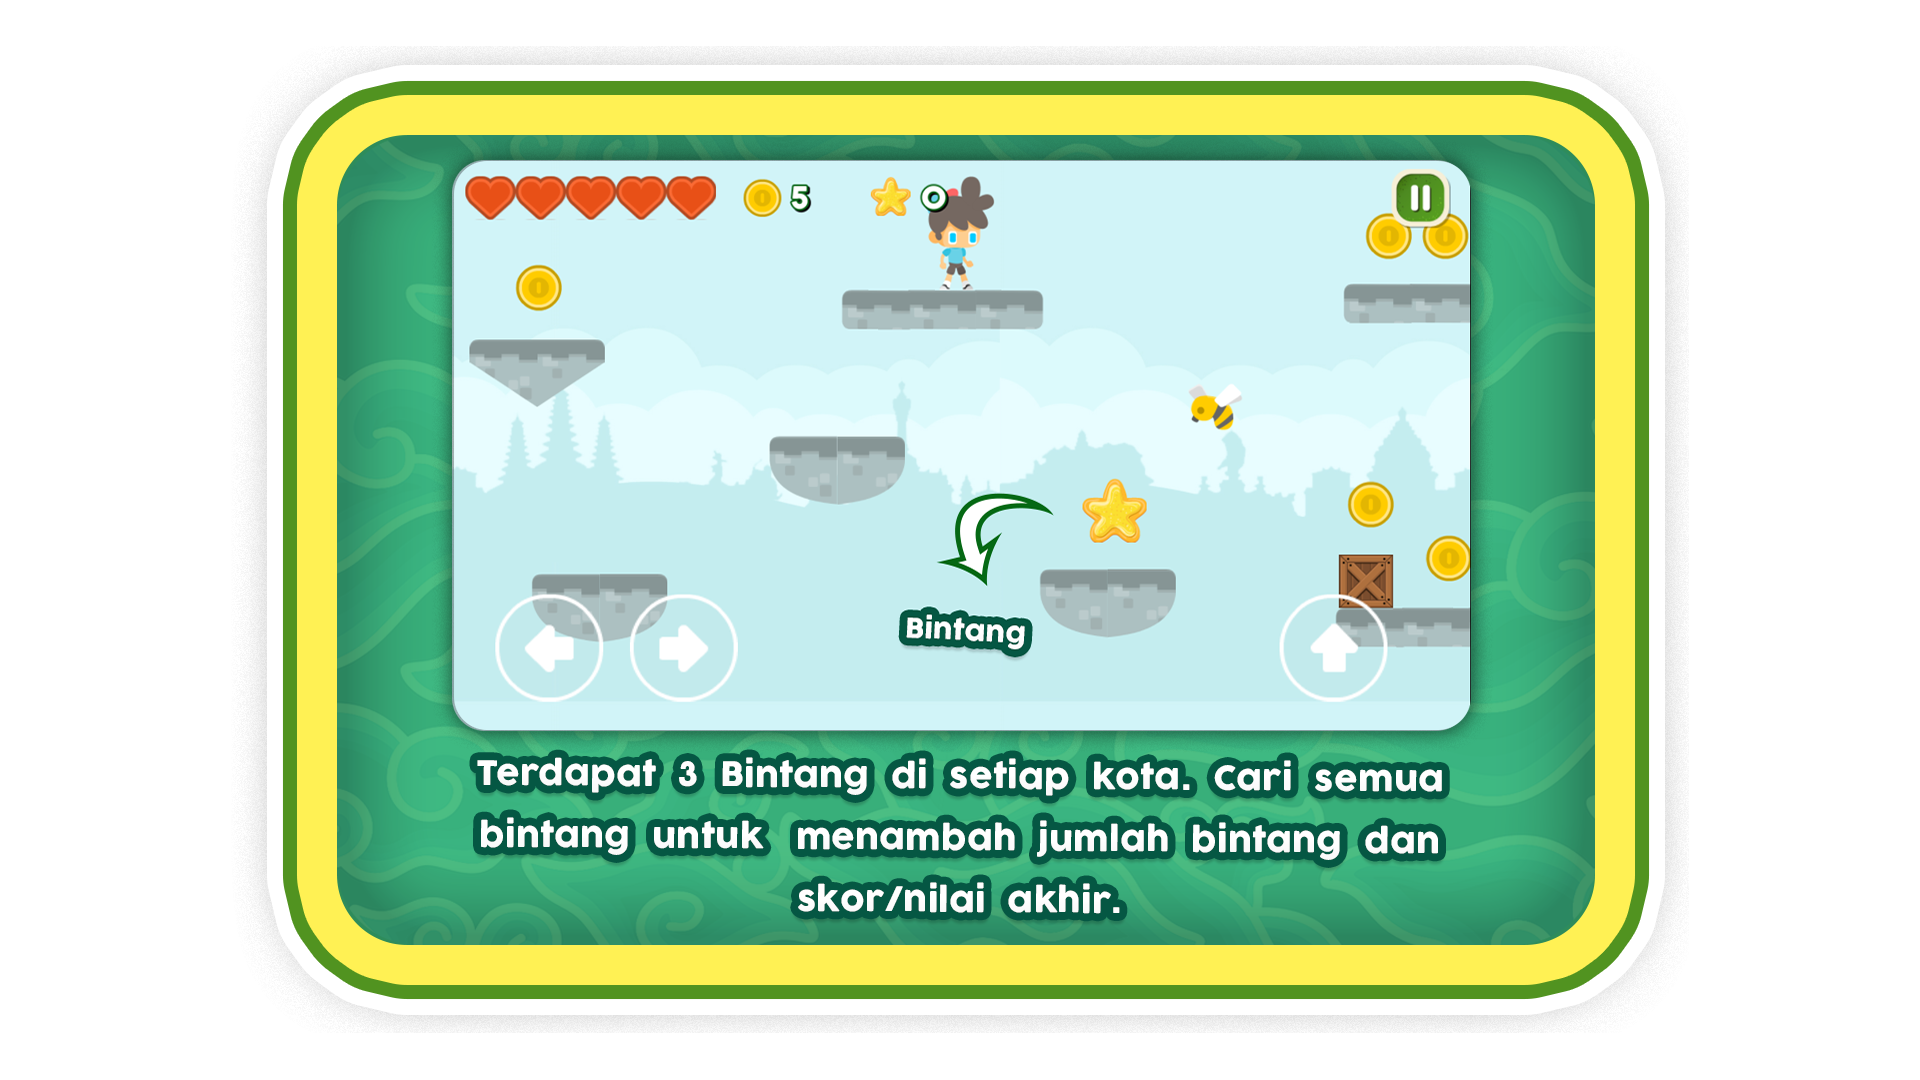 5 0
Bintang
Terdapat 3 Bintang di setiap kota. Cari semua
bintang untuk menambah jumlah bintang dan
skor/nilai akhir.